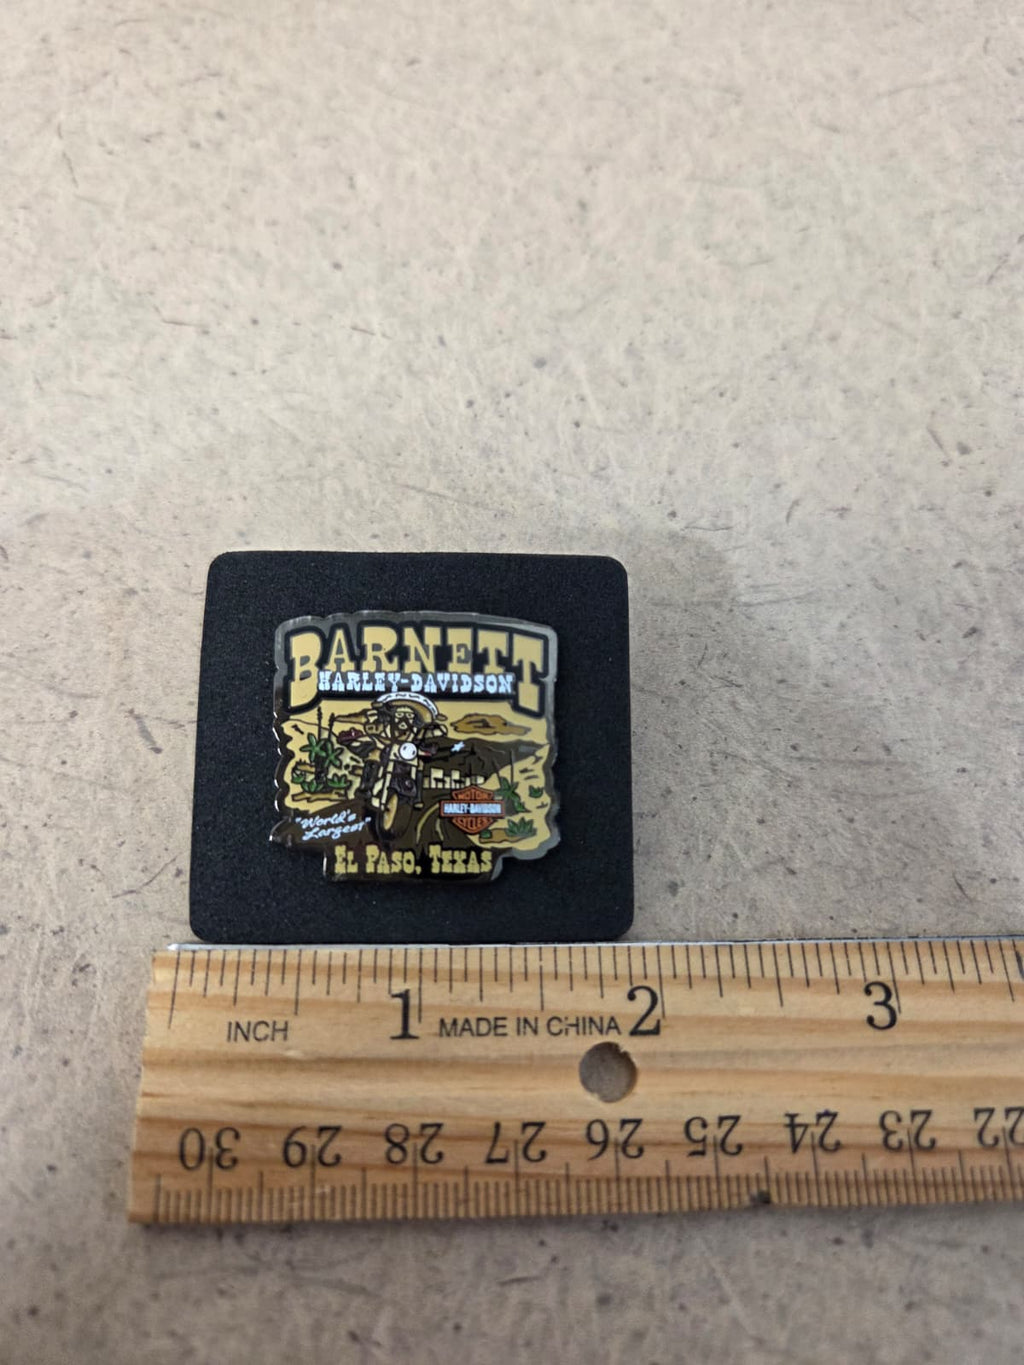 BARNETT
HARLEY-DAVIDSON
MOTOR
HARLEY-DAVIDSON
CYCLES
"World's
Largest"
EL PASO, TEXAS
1 2 3
INCH MADE IN CHINA
30 29 28 27 26 25 24 23 22